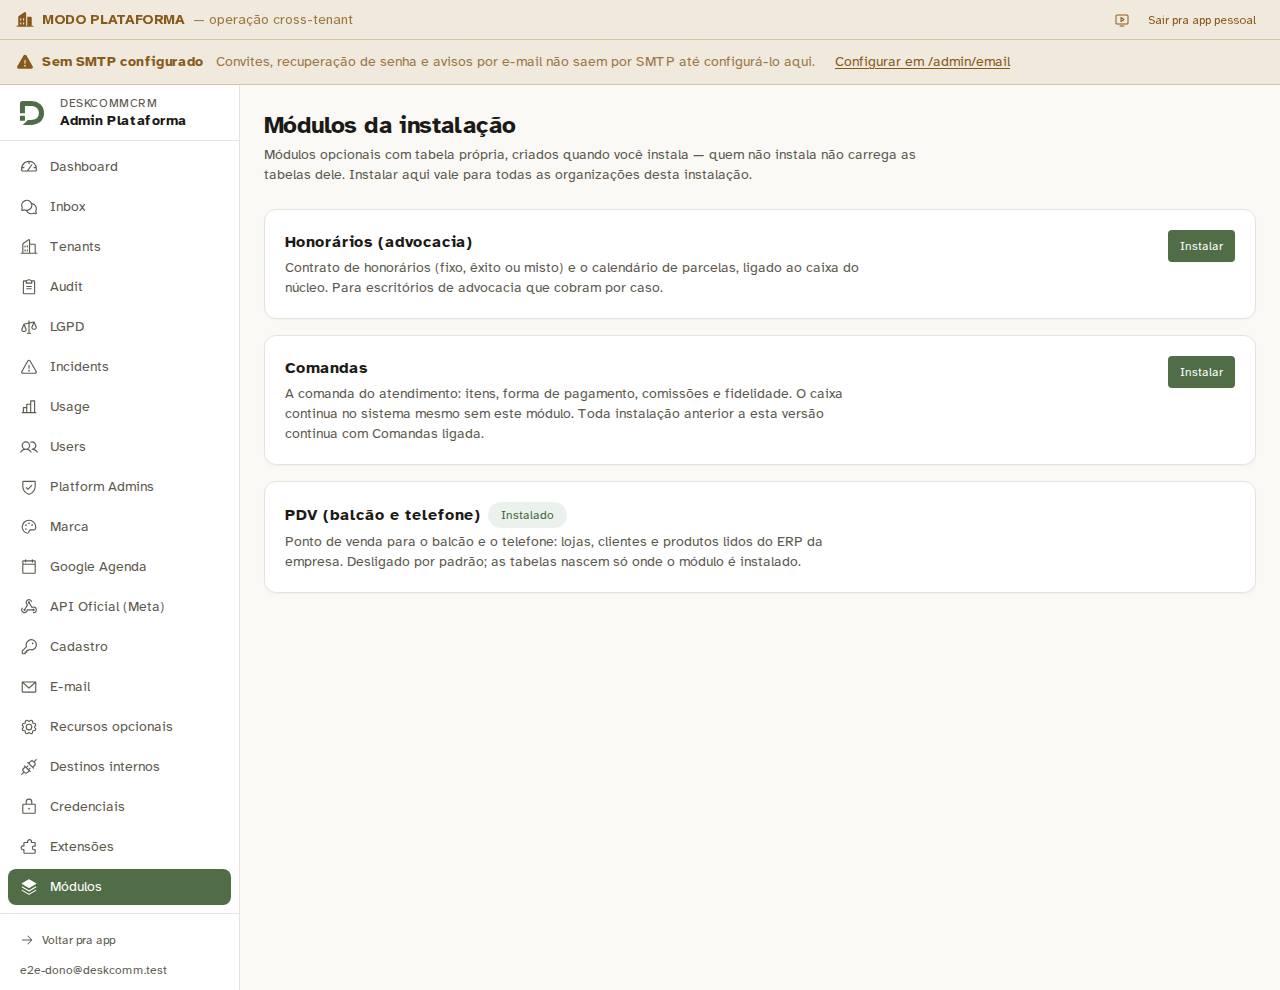 MODO PLATAFORMA — operação cross-tenant
Sair pra app pessoal
Sem SMTP configurado Convites, recuperação de senha e avisos por e-mail não saem por SMTP até configurá-lo aqui. Configurar em /admin/email
DESKCOMMCRM
Admin Plataforma
Dashboard
Inbox
Tenants
Audit
LGPD
Incidents
Usage
Users
Platform Admins
Marca
Google Agenda
API Oficial (Meta)
Cadastro
E-mail
Recursos opcionais
Destinos internos
Credenciais
Extensões
Módulos
Voltar pra app
e2e-dono@deskcomm.test
Módulos da instalação
Módulos opcionais com tabela própria, criados quando você instala — quem não instala não carrega as
tabelas dele. Instalar aqui vale para todas as organizações desta instalação.
Honorários (advocacia)
Instalar
Contrato de honorários (fixo, êxito ou misto) e o calendário de parcelas, ligado ao caixa do
núcleo. Para escritórios de advocacia que cobram por caso.
Comandas
Instalar
A comanda do atendimento: itens, forma de pagamento, comissões e fidelidade. O caixa
continua no sistema mesmo sem este módulo. Toda instalação anterior a esta versão
continua com Comandas ligada.
PDV (balcão e telefone) Instalado
Ponto de venda para o balcão e o telefone: lojas, clientes e produtos lidos do ERP da
empresa. Desligado por padrão; as tabelas nascem só onde o módulo é instalado.